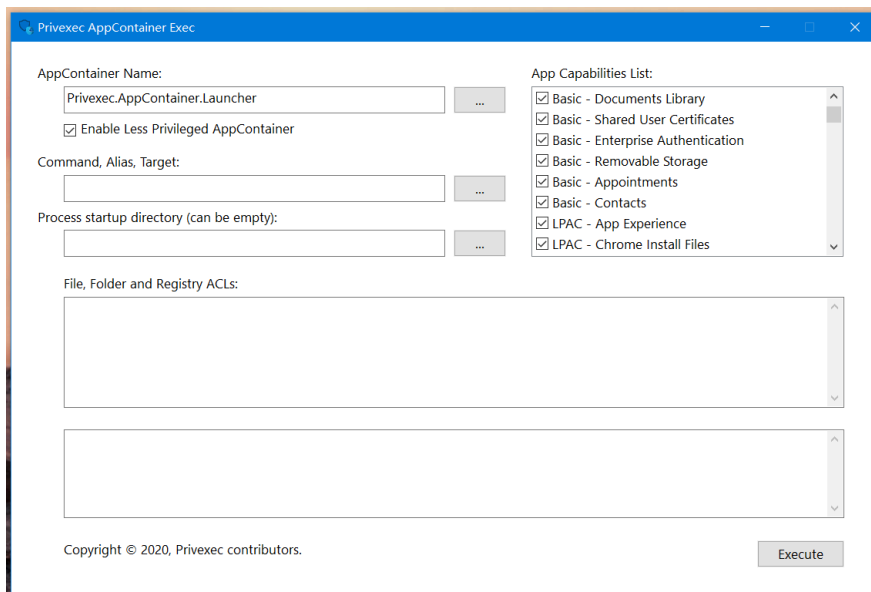 Privexec AppContainer Exec
AppContainer Name:
Privexec.AppContainer.Launcher
...
Enable Less Privileged AppContainer
Command, Alias, Target:
...
Process startup directory (can be empty):
...
App Capabilities List:
Basic - Documents Library
Basic - Shared User Certificates
Basic - Enterprise Authentication
Basic - Removable Storage
Basic - Appointments
Basic - Contacts
LPAC - App Experience
LPAC - Chrome Install Files
File, Folder and Registry ACLs:
Copyright © 2020, Privexec contributors.
Execute